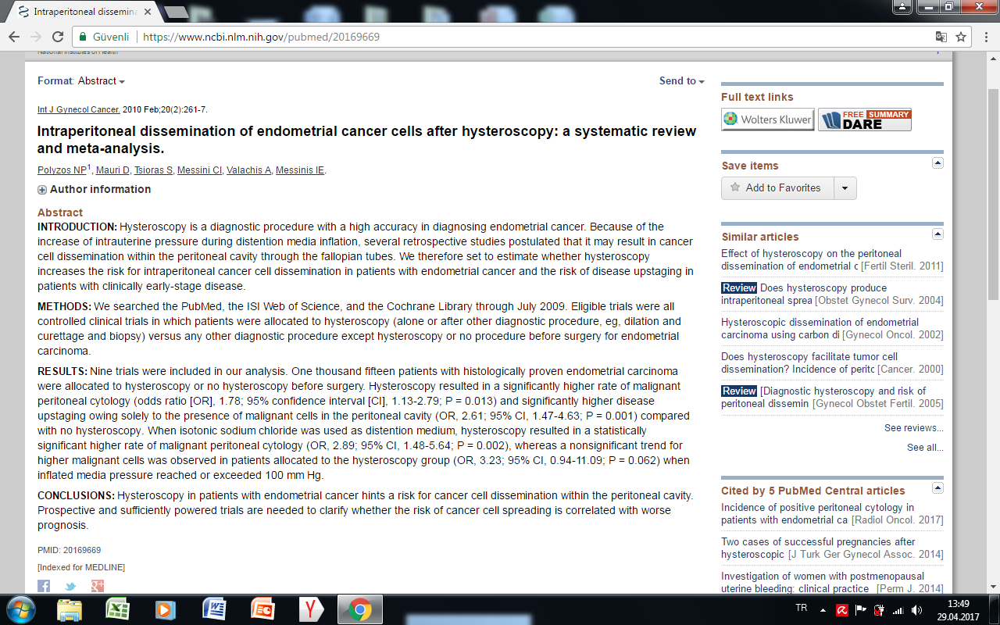 Intraperitoneal dissemina
Güvenli
https://www.ncbi.nlm.nih.gov/pubmed/20169669
National Institutes of Health
Format: Abstract
Send to
Int J Gynecol Cancer. 2010 Feb;20(2):261-7.
Intraperitoneal dissemination of endometrial cancer cells after hysteroscopy: a systematic review
and meta-analysis.
Polyzos NP1, Mauri D, Tsioras S, Messini CI, Valachis A, Messinis IE.
Author information
Abstract
INTRODUCTION: Hysteroscopy is a diagnostic procedure with a high accuracy in diagnosing endometrial cancer. Because of the
increase of intrauterine pressure during distention media inflation, several retrospective studies postulated that it may result in cancer
cell dissemination within the peritoneal cavity through the fallopian tubes. We therefore set to estimate whether hysteroscopy
increases the risk for intraperitoneal cancer cell dissemination in patients with endometrial cancer and the risk of disease upstaging in
patients with clinically early-stage disease.
METHODS: We searched the PubMed, the ISI Web of Science, and the Cochrane Library through July 2009. Eligible trials were all
controlled clinical trials in which patients were allocated to hysteroscopy (alone or after other diagnostic procedure, eg, dilation and
curettage and biopsy) versus any other diagnostic procedure except hysteroscopy or no procedure before surgery for endometrial
carcinoma.
RESULTS: Nine trials were included in our analysis. One thousand fifteen patients with histologically proven endometrial carcinoma
were allocated to hysteroscopy or no hysteroscopy before surgery. Hysteroscopy resulted in a significantly higher rate of malignant
peritoneal cytology (odds ratio [OR], 1.78; 95% confidence interval [CI], 1.13-2.79; P = 0.013) and significantly higher disease
upstaging owing solely to the presence of malignant cells in the peritoneal cavity (OR, 2.61; 95% CI, 1.47-4.63; P = 0.001) compared
with no hysteroscopy. When isotonic sodium chloride was used as distention medium, hysteroscopy resulted in a statistically
significant higher rate of malignant peritoneal cytology (OR, 2.89; 95% CI, 1.48-5.64; P = 0.002), whereas a nonsignificant trend for
higher malignant cells was observed in patients allocated to the hysteroscopy group (OR, 3.23; 95% CI, 0.94-11.09; P = 0.062) when
inflated media pressure reached or exceeded 100 mm Hg.
CONCLUSIONS: Hysteroscopy in patients with endometrial cancer hints a risk for cancer cell dissemination within the peritoneal cavity.
Prospective and sufficiently powered trials are needed to clarify whether the risk of cancer cell spreading is correlated with worse
prognosis.
PMID: 20169669
[Indexed for MEDLINE]
Full text links
Wolters Kluwer
FREE SUMMARY
DARE
Save items
Add to Favorites
Similar articles
Effect of hysteroscopy on the peritoneal
dissemination of endometrial c [Fertil Steril. 2011]
Review Does hysteroscopy produce
intraperitoneal sprea [Obstet Gynecol Surv. 2004]
Hysteroscopic dissemination of endometrial
carcinoma using carbon di [Gynecol Oncol. 2002]
Does hysteroscopy facilitate tumor cell
dissemination? Incidence of peritc [Cancer. 2000]
Review [Diagnostic hysteroscopy and risk of
peritoneal dissemin [Gynecol Obstet Fertil. 2005]
See reviews...
See all...
Cited by 5 PubMed Central articles
Incidence of positive peritoneal cytology in
patients with endometrial ca [Radiol Oncol. 2017]
Two cases of successful pregnancies after
hysteroscopic [J Turk Ger Gynecol Assoc. 2014]
Investigation of women with postmenopausal
uterine bleeding: clinical practice [Perm J. 2014]
TR
13:49
29.04.2017